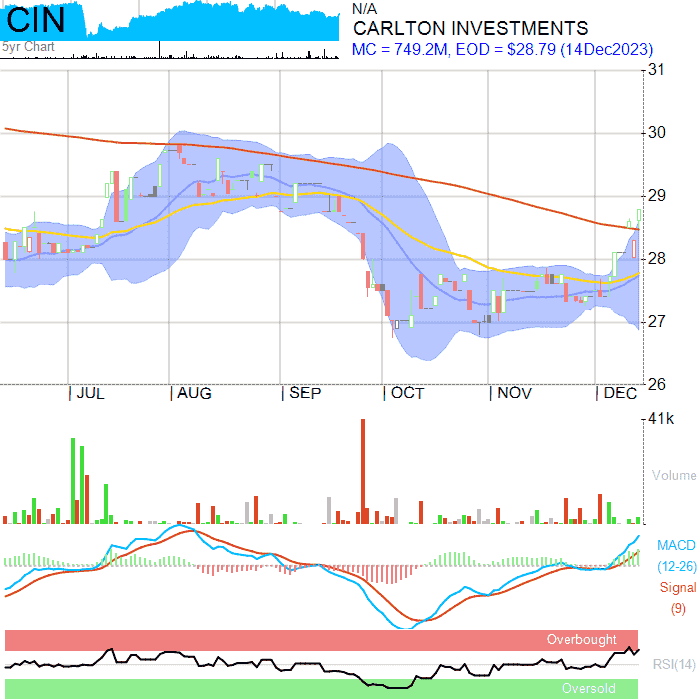 CIN
5yr Chart
N/A
CARLTON INVESTMENTS
MC = 749.2M, EOD = $28.79 (14Dec2023)
31
30
29
28
27
26
JUL AUG SEP OCT NOV DEC
41k
Volume
MACD
(12-26)
Signal
(9)
Overbought
RSI(14)
Oversold